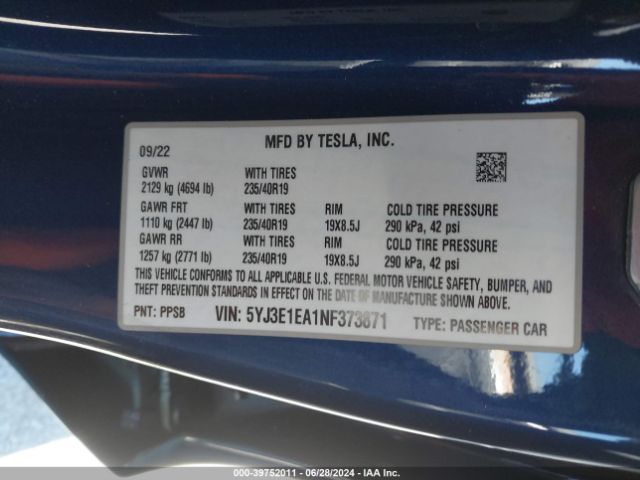 MFD BY TESLA, INC.
09/22
GVWR WITH TIRES
2129 kg (4694 lb) 235/40R19
GAWR FRT WITH TIRES RIM COLD TIRE PRESSURE
1110 kg (2447 lb) 235/40R19 19X8.5J 290 kPa, 42 psi
GAWR RR WITH TIRES RIM COLD TIRE PRESSURE
1257 kg (2771 lb) 235/40R19 19X8.5J 290 kPa, 42 psi
THIS VEHICLE CONFORMS TO ALL APPLICABLE U.S. FEDERAL MOTOR VEHICLE SAFETY, BUMPER, AND
THEFT PREVENTION STANDARDS IN EFFECT ON THE DATE OF MANUFACTURE SHOWN ABOVE.
PNT: PPSB VIN: 5YJ3E1EA1NF373871 TYPE: PASSENGER CAR
000-39752011 - 06/28/2024 - IAA Inc.